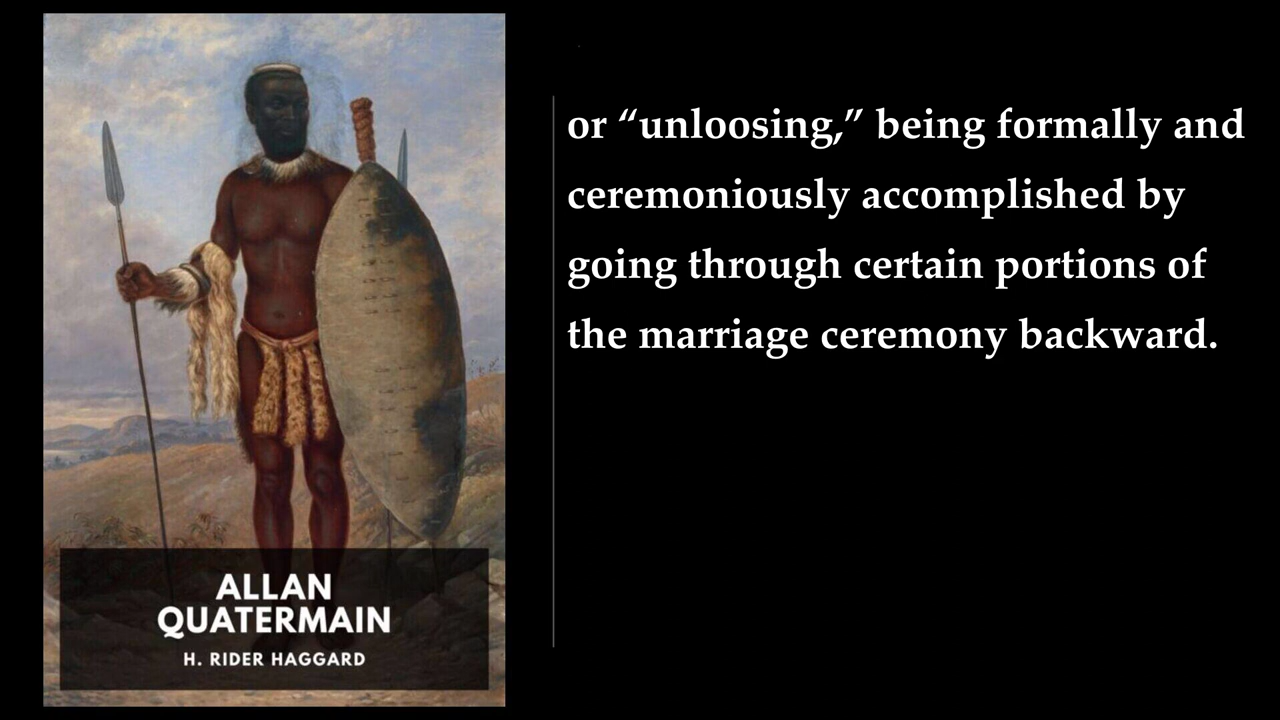 or “unloosing,” being formally and
ceremoniously accomplished by
going through certain portions of
the marriage ceremony backward.
ALLAN
QUATERMAIN
H. RIDER HAGGARD